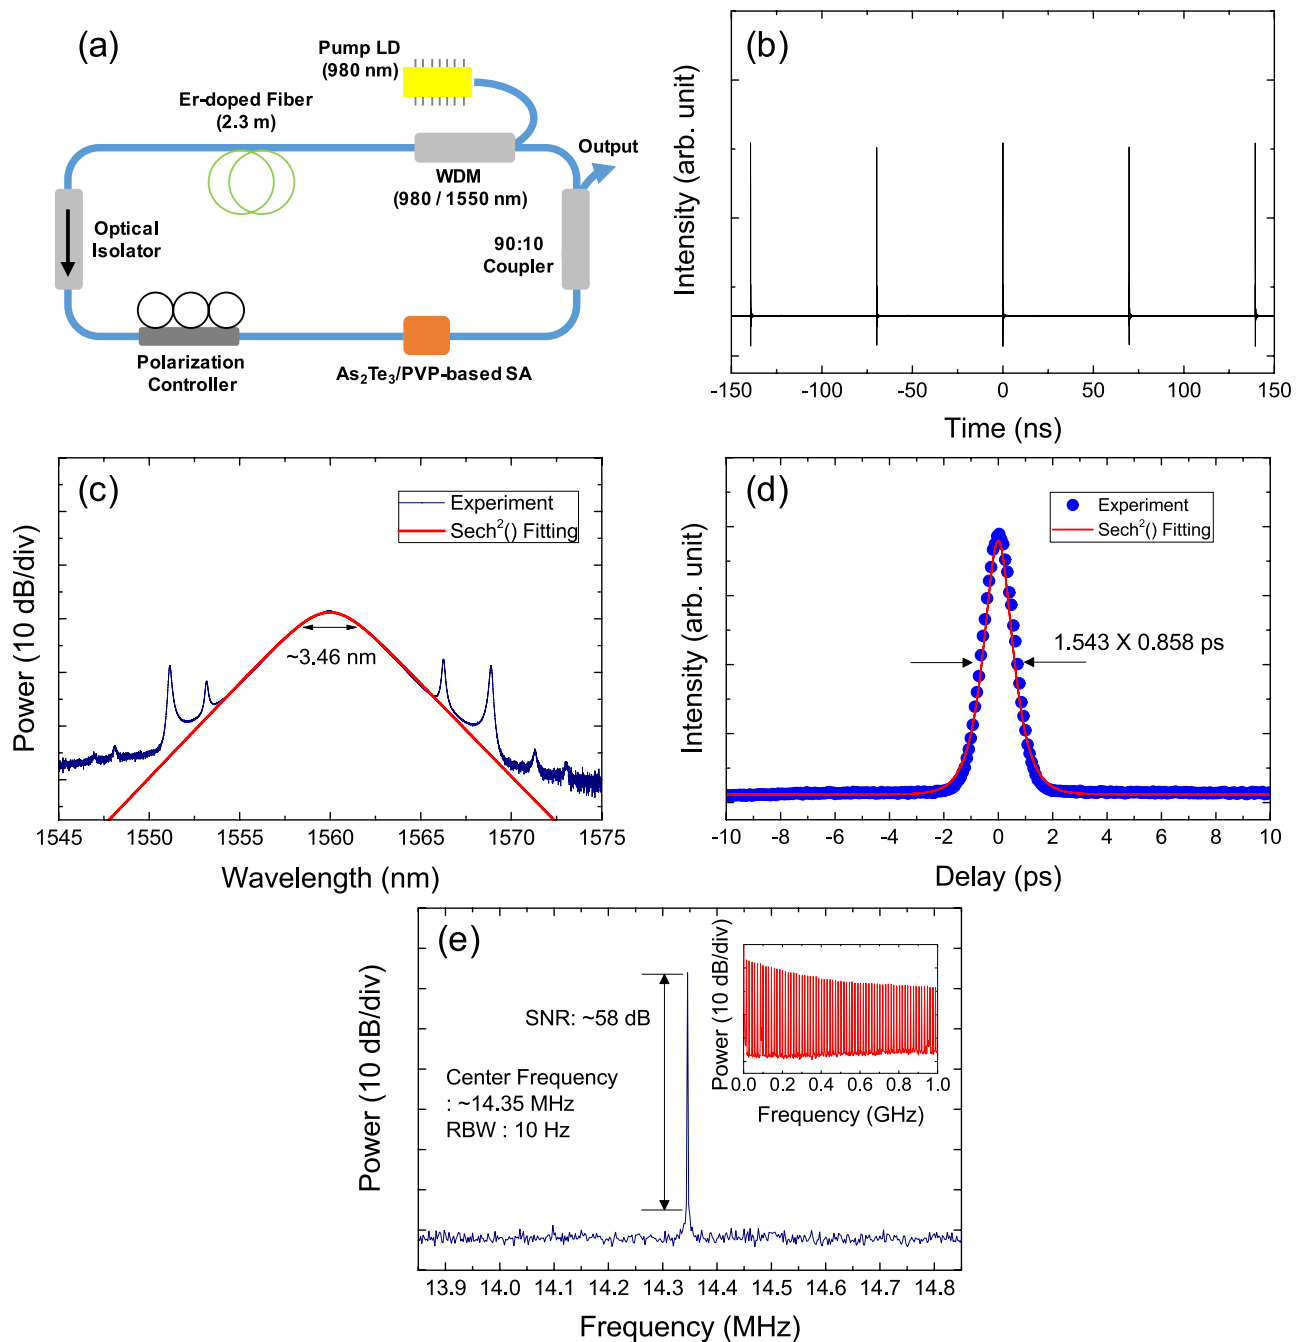 (a)
Pump LD
(980 nm)
Er-doped Fiber
(2.3 m)
Output
WDM
(980 / 1550 nm)
Optical
Isolator
90:10
Coupler
Polarization
Controller
As₂Te₃/PVP-based SA
(b)
Intensity (arb. unit)
-150 -100 -50 0 50 100 150
Time (ns)
(c)
Experiment
Sech²() Fitting
~3.46 nm
Power (10 dB/div)
1545 1550 1555 1560 1565 1570 1575
Wavelength (nm)
(d)
Experiment
Sech²() Fitting
1.543 X 0.858 ps
Intensity (arb. unit)
-10 -8 -6 -4 -2 0 2 4 6 8 10
Delay (ps)
(e)
SNR: ~58 dB
Center Frequency
: ~14.35 MHz
RBW : 10 Hz
Power (10 dB/div)
0.0 0.2 0.4 0.6 0.8 1.0
Frequency (GHz)
Power (10 dB/div)
13.9 14.0 14.1 14.2 14.3 14.4 14.5 14.6 14.7 14.8
Frequency (MHz)